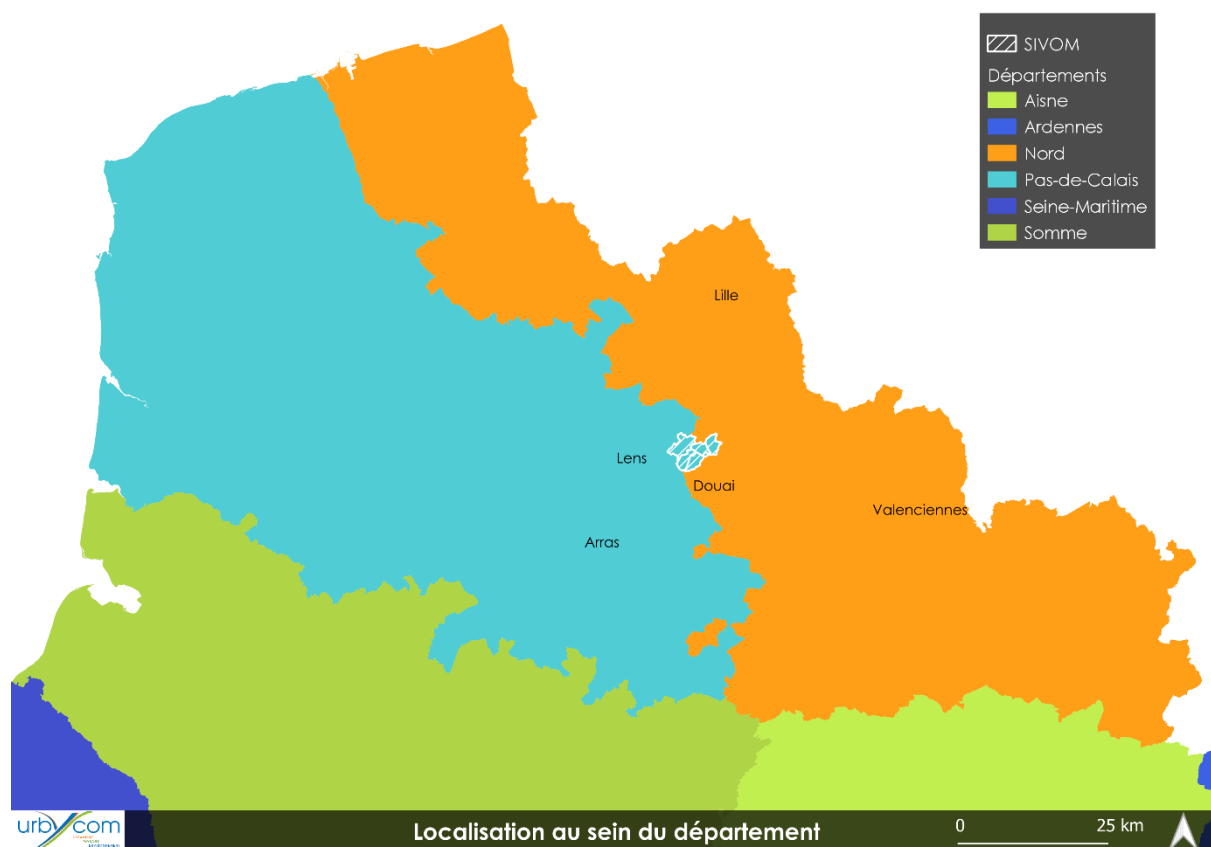 SIVOM
Départements
Aisne
Ardennes
Nord
Pas-de-Calais
Seine-Maritime
Somme
Lille
Lens
Douai
Valenciennes
Arras
urbycom
Localisation au sein du département
0 25 km